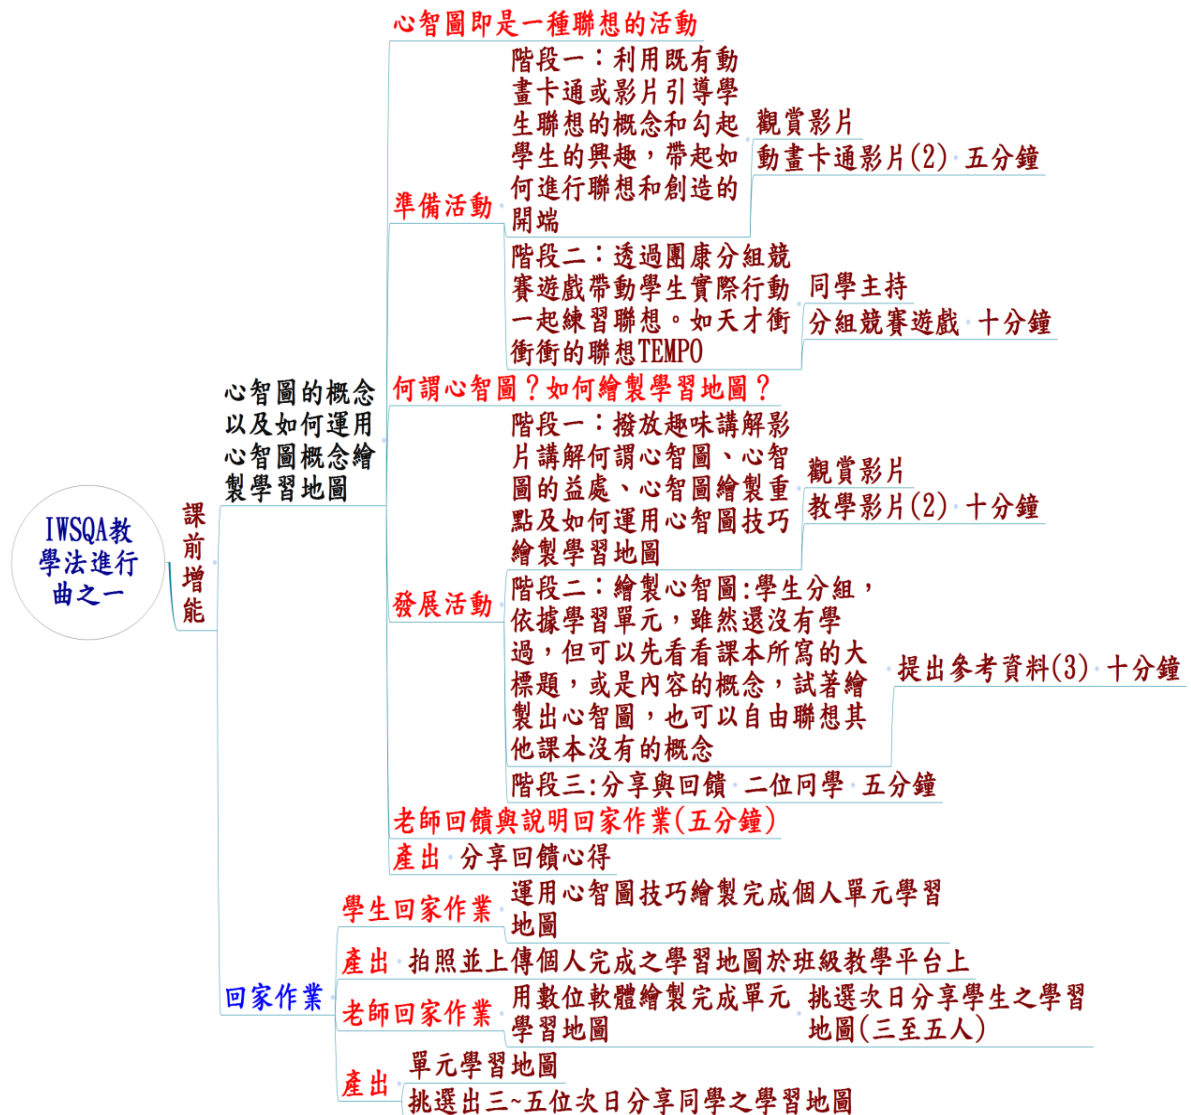 IWSQA教
學法進行
曲之一
課
前
增
能
心智圖的概念
以及如何運用
心智圖概念繪
製學習地圖
心智圖即是一種聯想的活動
準備活動
階段一：利用既有動
畫卡通或影片引導學
生聯想的概念和勾起
學生的興趣，帶起如
何進行聯想和創造的
開端
觀賞影片
動畫卡通影片(2) 五分鐘
階段二：透過團康分組競
賽遊戲帶動學生實際行動
一起練習聯想。如天才衝
衝衝的聯想TEMPO
同學主持
分組競賽遊戲 十分鐘
何謂心智圖？如何繪製學習地圖？
發展活動
階段一：撥放趣味講解影
片講解何謂心智圖、心智
圖的益處、心智圖繪製重
點及如何運用心智圖技巧
繪製學習地圖
觀賞影片
教學影片(2) 十分鐘
階段二：繪製心智圖:學生分組，
依據學習單元，雖然還沒有學
過，但可以先看看課本所寫的大
標題，或是內容的概念，試著繪
製出心智圖，也可以自由聯想其
他課本沒有的概念
提出參考資料(3) 十分鐘
階段三:分享與回饋 二位同學 五分鐘
老師回饋與說明回家作業(五分鐘)
產出 分享回饋心得
回家作業
學生回家作業
運用心智圖技巧繪製完成個人單元學習
地圖
產出 拍照並上傳個人完成之學習地圖於班級教學平台上
老師回家作業
用數位軟體繪製完成單元
學習地圖
挑選次日分享學生之學習
地圖(三至五人)
產出
單元學習地圖
挑選出三~五位次日分享同學之學習地圖